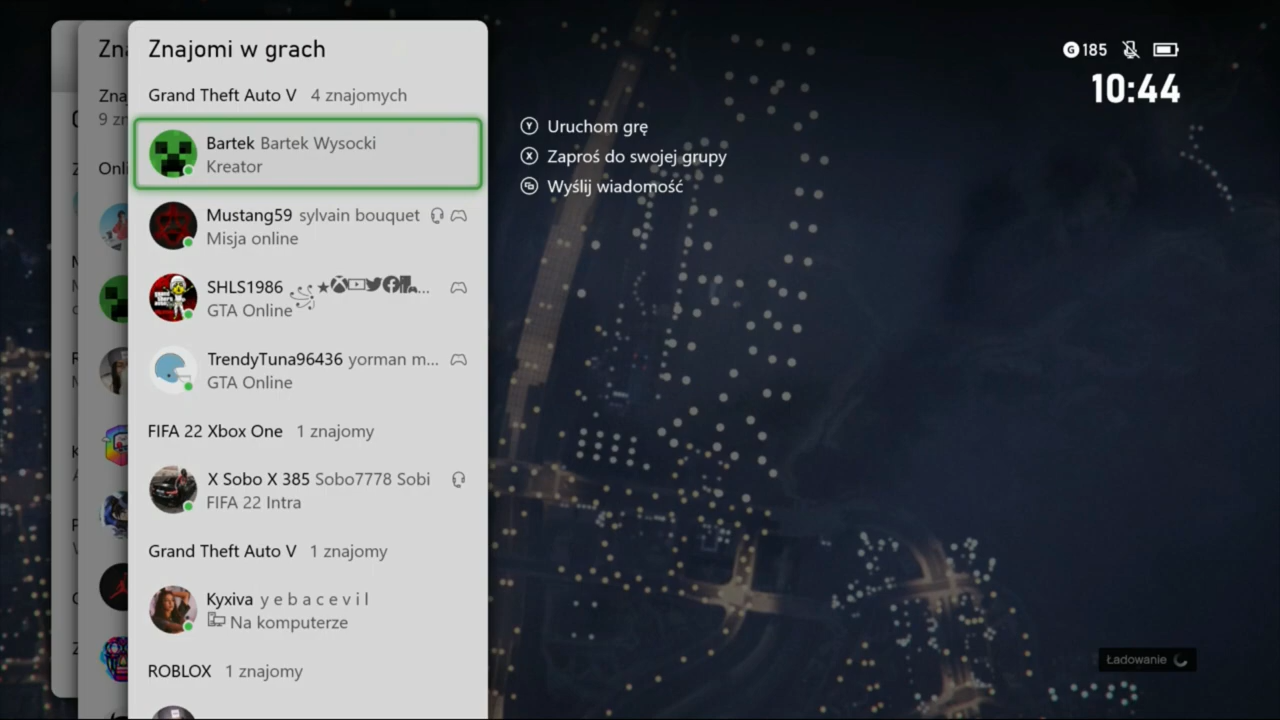 Znajomi w grach
Grand Theft Auto V 4 znajomych
Bartek Bartek Wysocki
Kreator
Mustang59 sylvain bouquet
Misja online
SHLS1986
GTA Online
TrendyTuna96436 yorman m...
GTA Online
FIFA 22 Xbox One 1 znajomy
X Sobo X 385 Sobo7778 Sobi
FIFA 22 Intra
Grand Theft Auto V 1 znajomy
Kyxiva y e b a c e v i l
Na komputerze
ROBLOX 1 znajomy
Y Uruchom grę
X Zaproś do swojej grupy
Wyślij wiadomość
G 185
10:44
Ładowanie